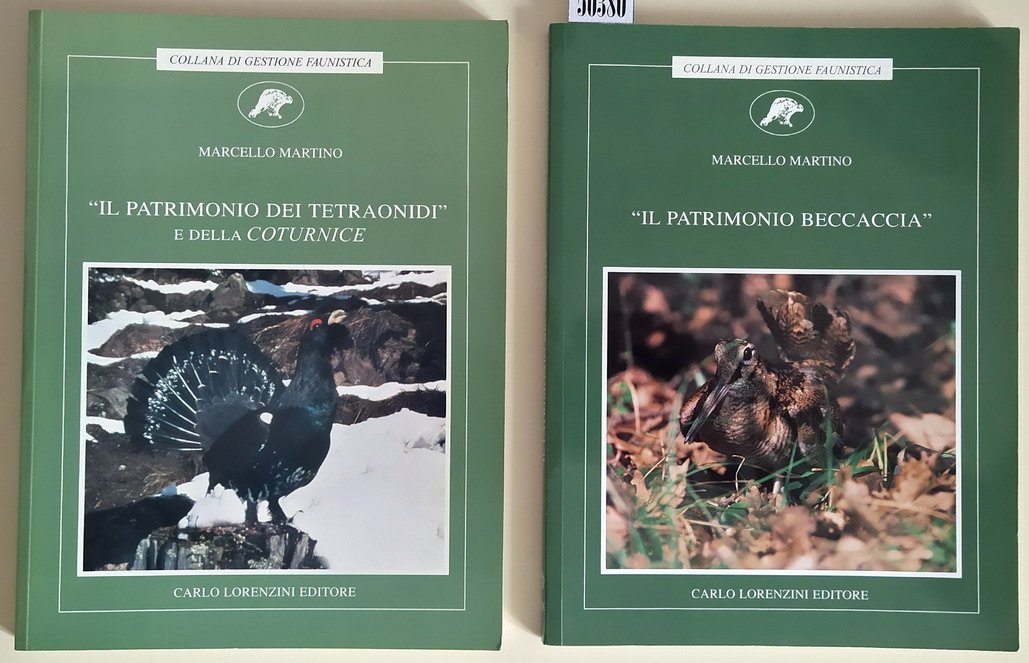 COLLANA DI GESTIONE FAUNISTICA
MARCELLO MARTINO
“IL PATRIMONIO DEI TETRAONIDI”
E DELLA COTURNICE
CARLO LORENZINI EDITORE
50380
COLLANA DI GESTIONE FAUNISTICA
MARCELLO MARTINO
“IL PATRIMONIO BECCACCIA”
CARLO LORENZINI EDITORE